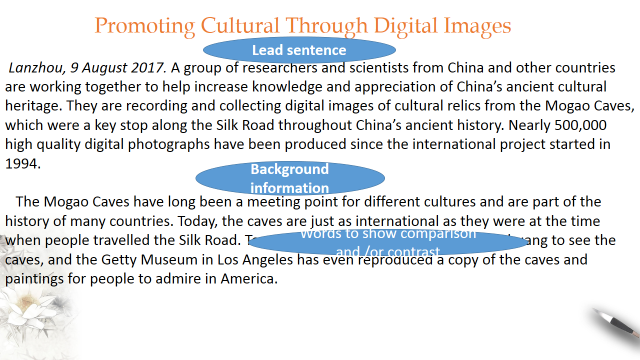 Promoting Cultural Through Digital Images
Lead sentence
Lanzhou, 9 August 2017. A group of researchers and scientists from China and other countries
are working together to help increase knowledge and appreciation of China's ancient cultural
heritage. They are recording and collecting digital images of cultural relics from the Mogao Caves,
which were a key stop along the Silk Road throughout China's ancient history. Nearly 500,000
high quality digital photographs have been produced since the international project started in
1994.
Background
information
The Mogao Caves have long been a meeting point for different cultures and are part of the
history of many countries. Today, the caves are just as international as they were at the time
Words to show comparison
when people travelled the Silk Road. to see the
and /or contrast
caves, and the Getty Museum in Los Angeles has even reproduced a copy of the caves and
paintings for people to admire in America.